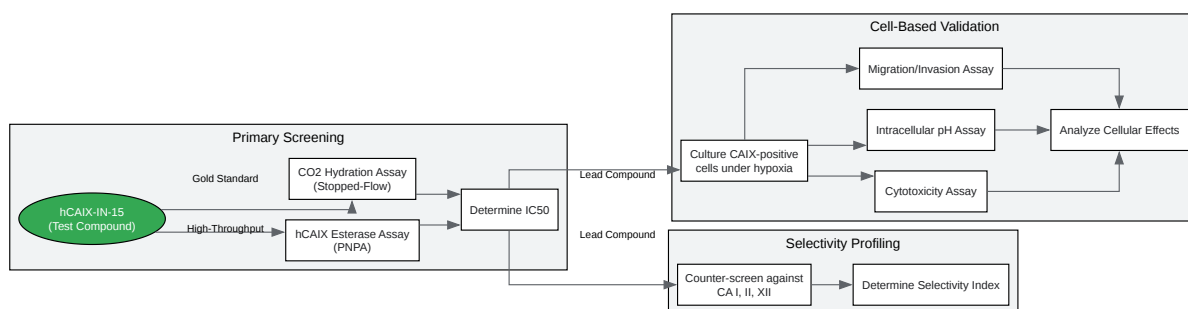 Primary Screening
hCAIX-IN-15
(Test Compound)
Gold Standard
High-Throughput
CO2 Hydration Assay
(Stopped-Flow)
hCAIX Esterase Assay
(PNPA)
Determine IC50
Lead Compound
Lead Compound
Cell-Based Validation
Culture CAIX-positive
cells under hypoxia
Migration/Invasion Assay
Intracellular pH Assay
Cytotoxicity Assay
Analyze Cellular Effects
Selectivity Profiling
Counter-screen against
CA I, II, XII
Determine Selectivity Index